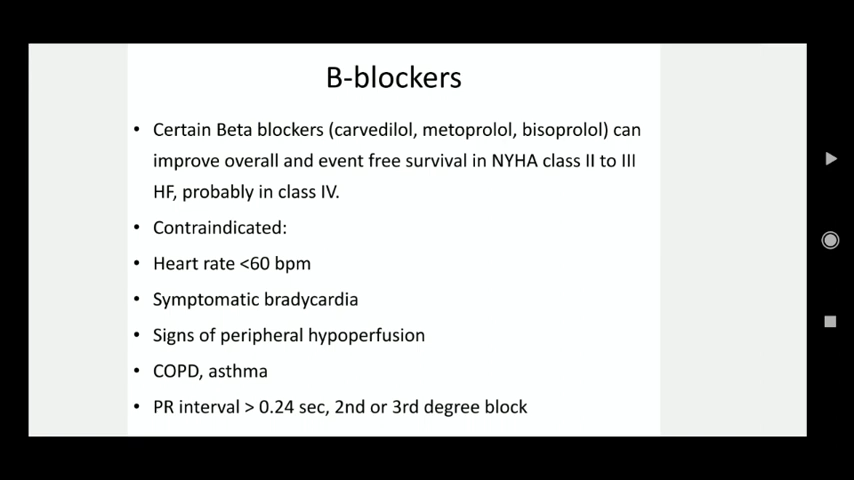 B-blockers
• Certain Beta blockers (carvedilol, metoprolol, bisoprolol) can
improve overall and event free survival in NYHA class II to III
HF, probably in class IV.
• Contraindicated:
• Heart rate <60 bpm
• Symptomatic bradycardia
• Signs of peripheral hypoperfusion
• COPD, asthma
• PR interval > 0.24 sec, 2nd or 3rd degree block